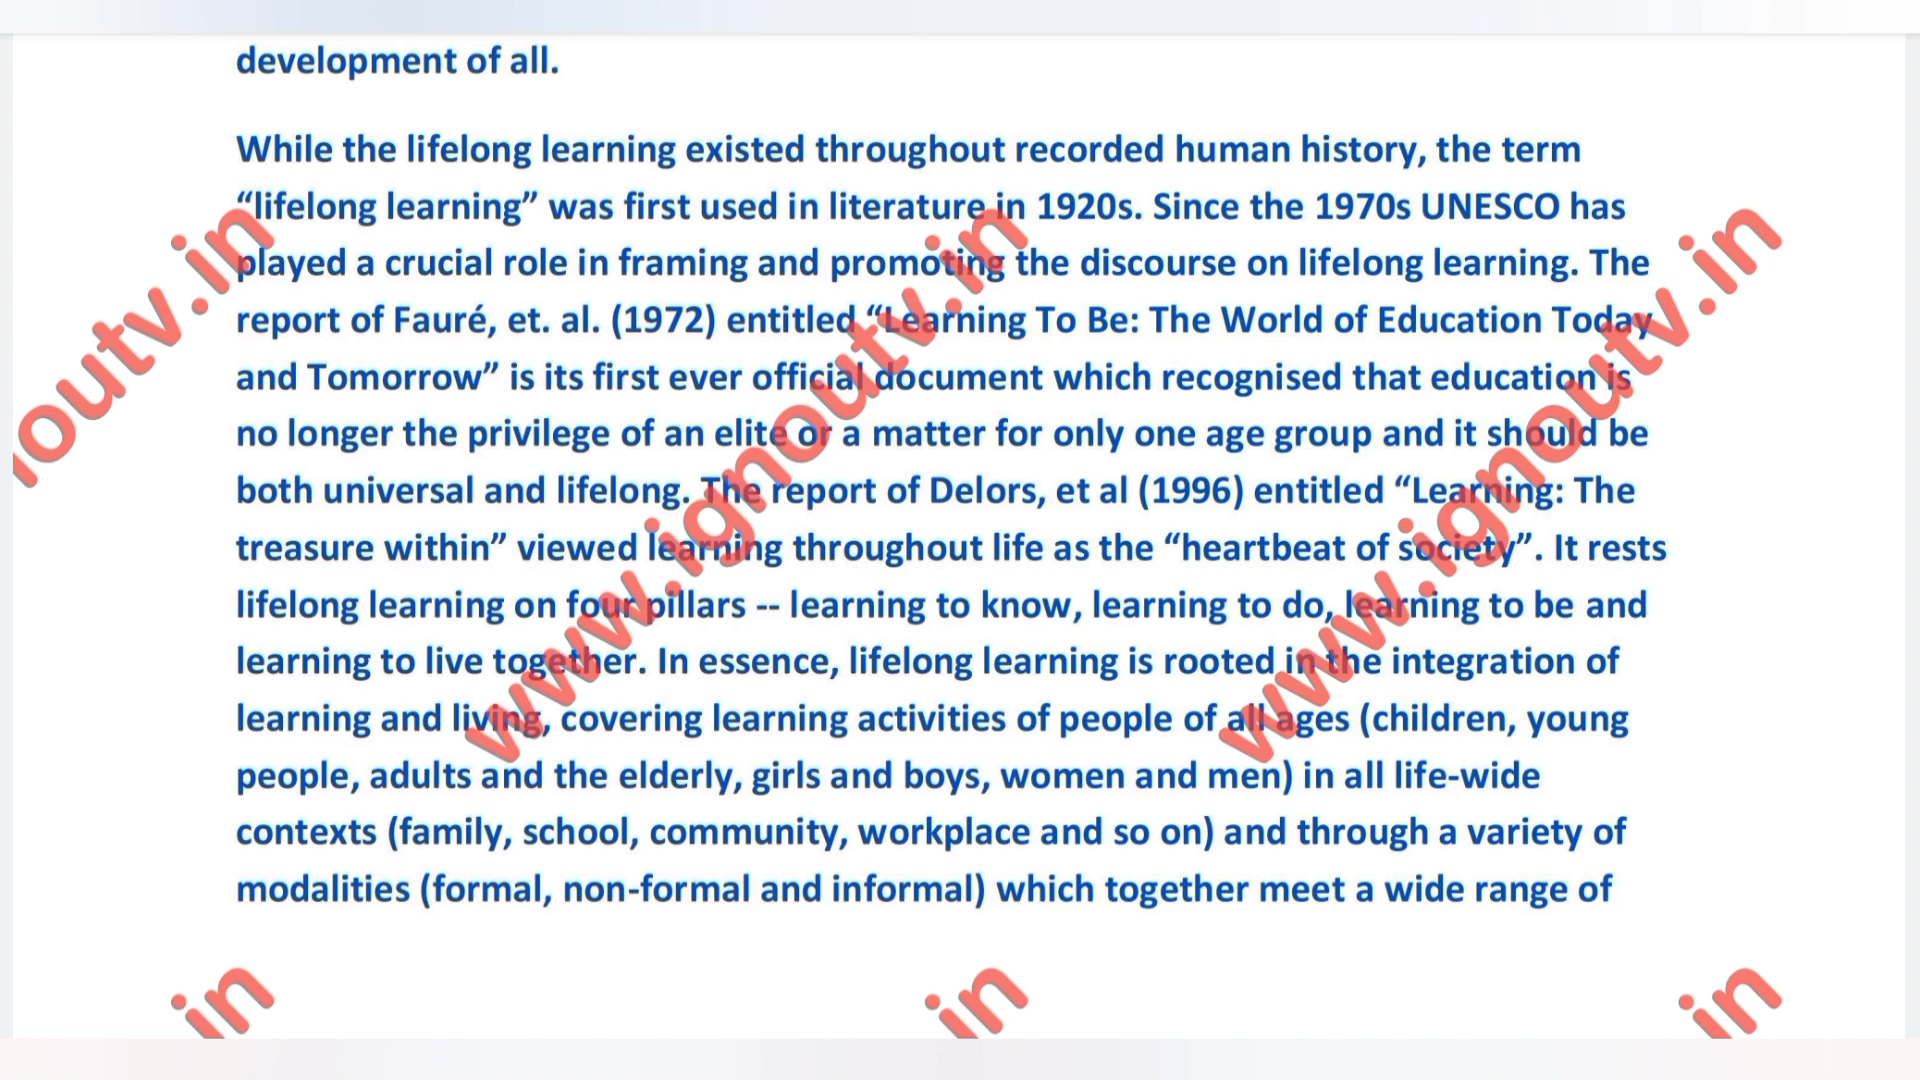 development of all.
While the lifelong learning existed throughout recorded human history, the term
“lifelong learning” was first used in literature in 1920s. Since the 1970s UNESCO has
played a crucial role in framing and promoting the discourse on lifelong learning. The
report of Fauré, et. al. (1972) entitled “Learning To Be: The World of Education Today
and Tomorrow” is its first ever official document which recognised that education is
no longer the privilege of an elite or a matter for only one age group and it should be
both universal and lifelong. The report of Delors, et al (1996) entitled “Learning: The
treasure within” viewed learning throughout life as the “heartbeat of society”. It rests
lifelong learning on four pillars -- learning to know, learning to do, learning to be and
learning to live together. In essence, lifelong learning is rooted in the integration of
learning and living, covering learning activities of people of all ages (children, young
people, adults and the elderly, girls and boys, women and men) in all life-wide
contexts (family, school, community, workplace and so on) and through a variety of
modalities (formal, non-formal and informal) which together meet a wide range of
noutv.in
www.ignoutv.in
www.ignoutv.in
in
in
in